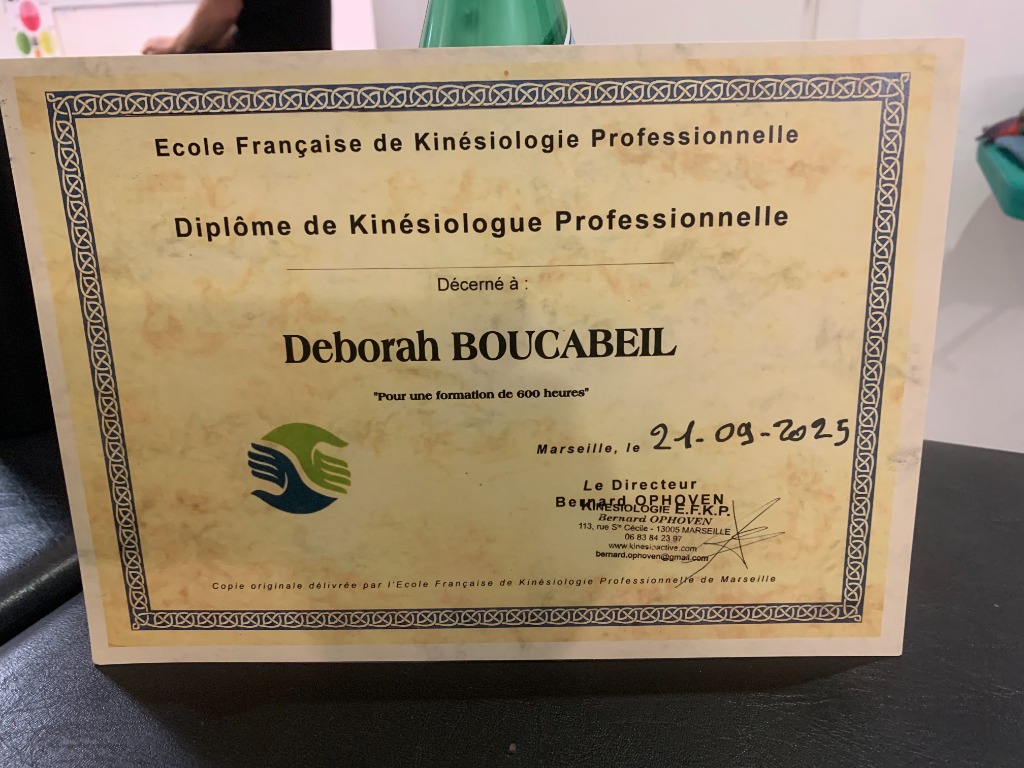 Ecole Française de Kinésiologie Professionnelle
Diplôme de Kinésiologue Professionnelle
Décerné à :
Deborah BOUCABEIL
"Pour une formation de 600 heures"
Marseille, le 21-09-2025
Le Directeur
Bernard OPHOVEN
KINESIOLOGIE E.F.K.P.
Bernard OPHOVEN
113, rue Ste Cécile - 13005 MARSEILLE
06 83 84 23 97
www.kinesioactive.com
bernard.ophoven@gmail.com
Copie originale délivrée par l'Ecole Française de Kinésiologie Professionnelle de Marseille